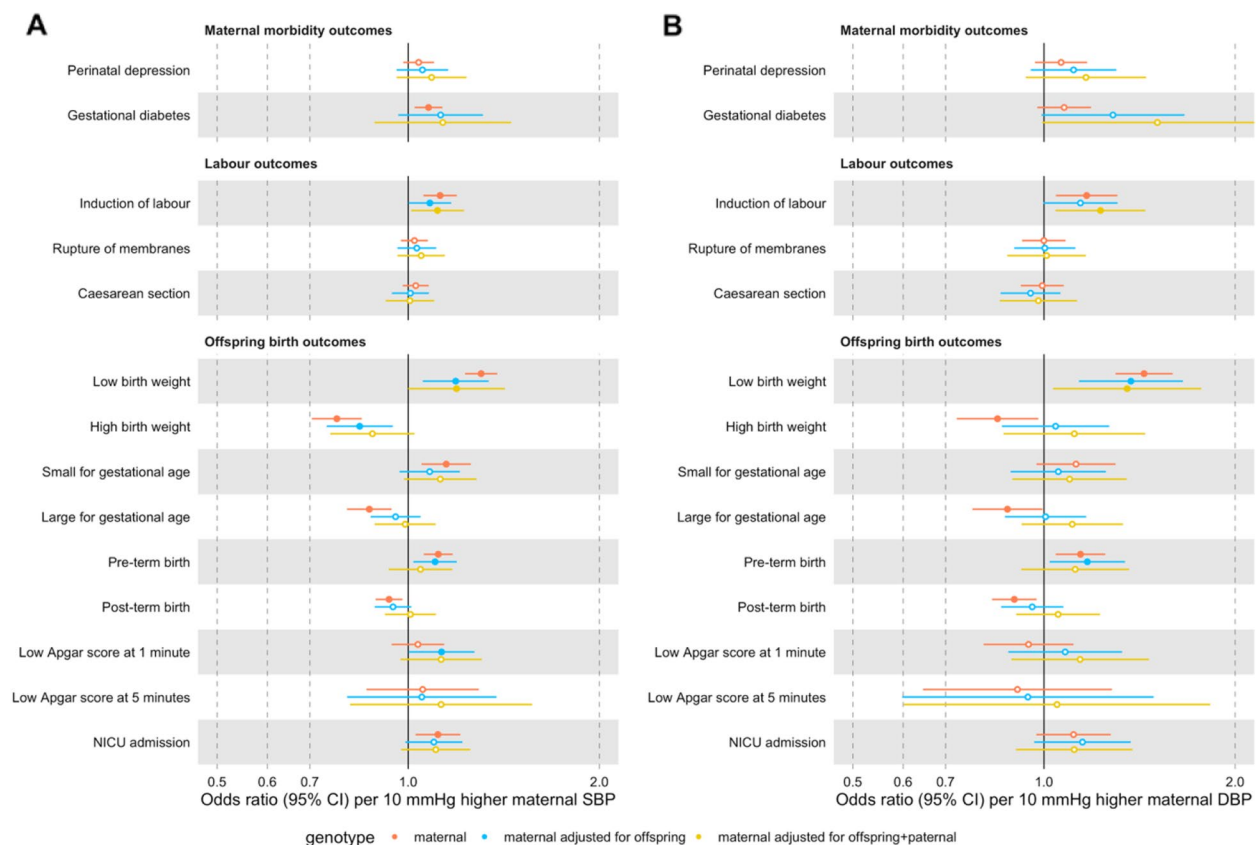 A
Maternal morbidity outcomes
Perinatal depression
Gestational diabetes
Labour outcomes
Induction of labour
Rupture of membranes
Caesarean section
Offspring birth outcomes
Low birth weight
High birth weight
Small for gestational age
Large for gestational age
Pre-term birth
Post-term birth
Low Apgar score at 1 minute
Low Apgar score at 5 minutes
NICU admission
0.5 0.6 0.7 1.0 2.0
Odds ratio (95% CI) per 10 mmHg higher maternal SBP
B
Maternal morbidity outcomes
Perinatal depression
Gestational diabetes
Labour outcomes
Induction of labour
Rupture of membranes
Caesarean section
Offspring birth outcomes
Low birth weight
High birth weight
Small for gestational age
Large for gestational age
Pre-term birth
Post-term birth
Low Apgar score at 1 minute
Low Apgar score at 5 minutes
NICU admission
0.5 0.6 0.7 1.0 2.0
Odds ratio (95% CI) per 10 mmHg higher maternal DBP
genotype maternal maternal adjusted for offspring maternal adjusted for offspring+paternal